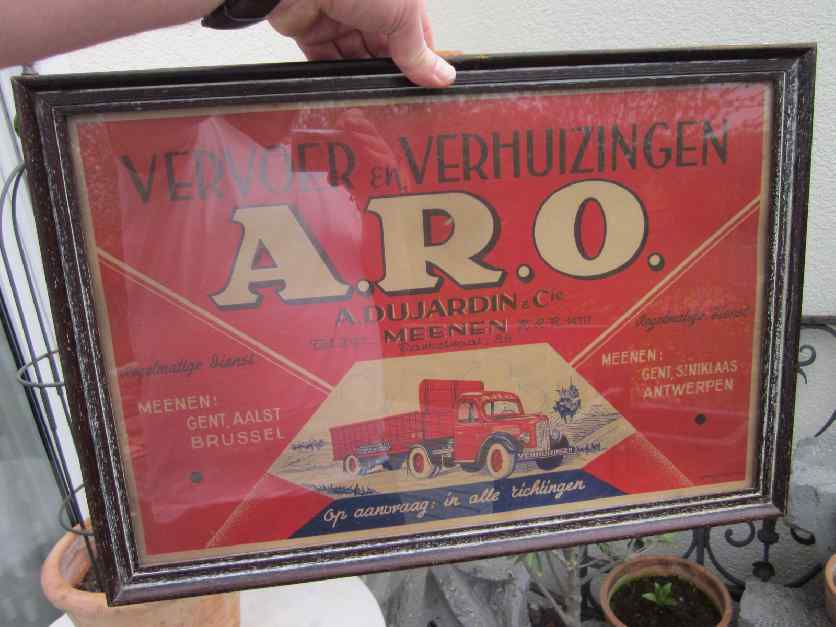 VERVOER en VERHUIZINGEN
A.R.O.
A. DUJARDIN & Cie
MEENEN
Regelmatige Dienst
MEENEN:
GENT, AALST
BRUSSEL
Regelmatige Dienst
MEENEN:
GENT, ST NIKLAAS
ANTWERPEN
VERHUIZINGEN
Op aanvraag: in alle richtingen